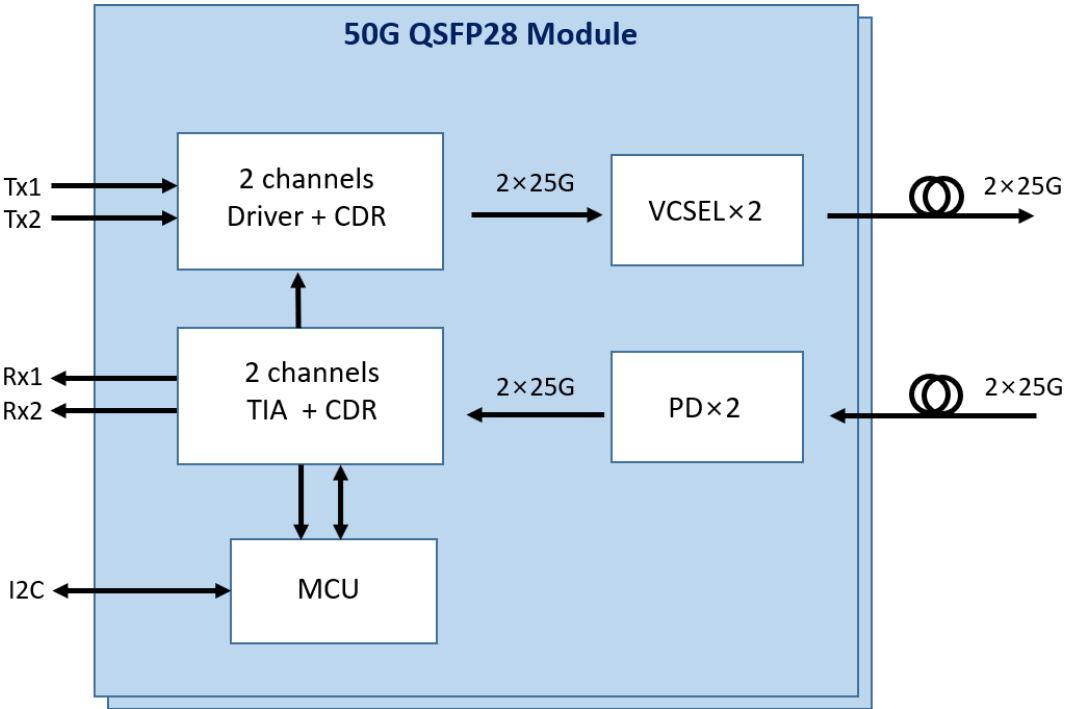 50G QSFP28 Module
Tx1
Tx2
2 channels
Driver + CDR
2×25G
VCSEL×2
2×25G
Rx1
Rx2
2 channels
TIA + CDR
2×25G
PD×2
2×25G
I2C
MCU